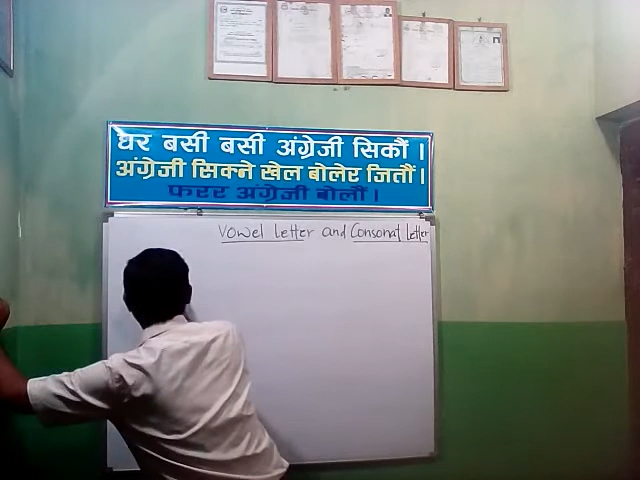 घर बसी बसी अंग्रेजी सिकौं ।
अंग्रेजी सिक्ने खेल बोलेर जितौं ।
फरर अंग्रेजी बोलौं ।
Vowel Letter and Consonat Letter